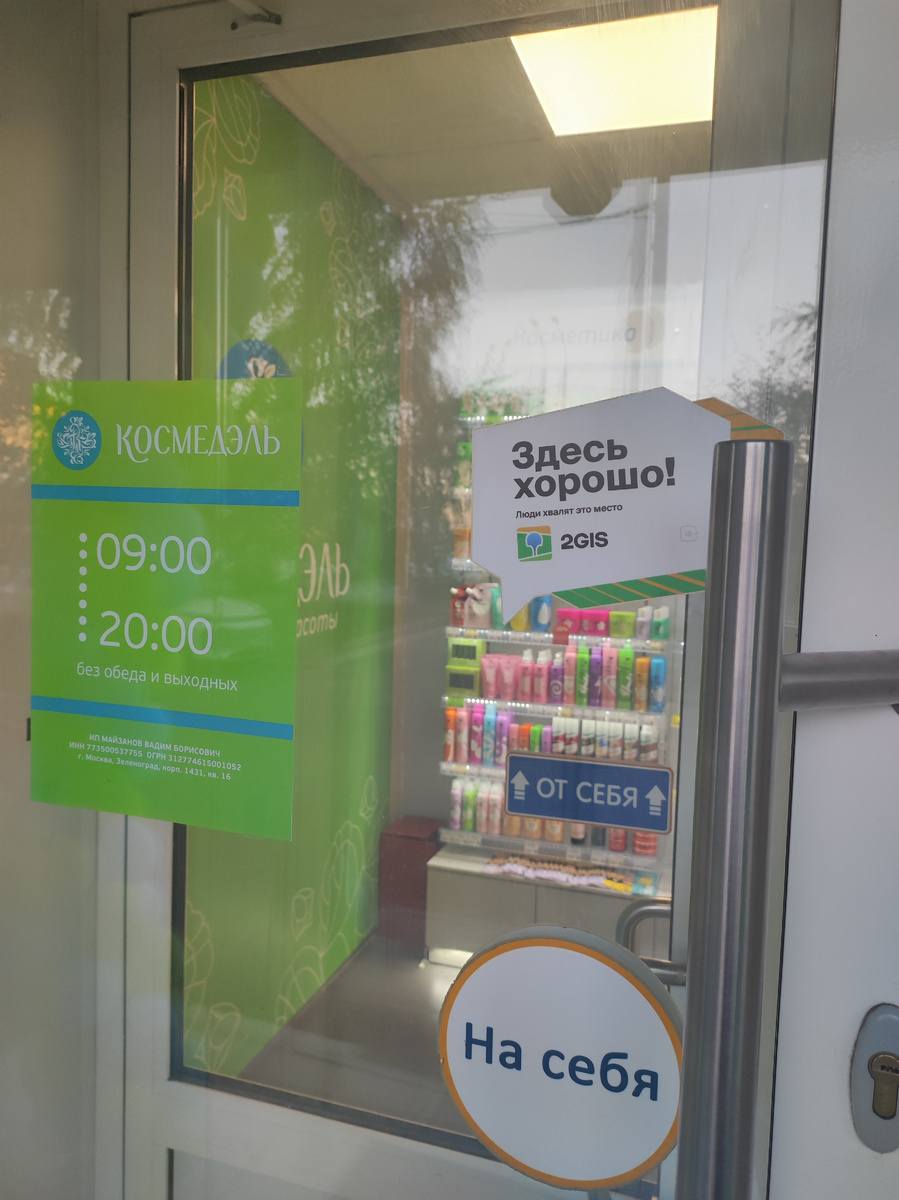 Косметика
КОСМЕДЭЛЬ
09:00
20:00
без обеда и выходных
ИП МАЙЗАНОВ ВАДИМ БОРИСОВИЧ
ИНН 773500537755 ОГРН 312774615001052
г. Москва, Зеленоград, корп. 1431, кв. 16
ЭЛЬ
Здесь
хорошо!
Люди хвалят это место
2GIS
ОТ СЕБЯ
На себя